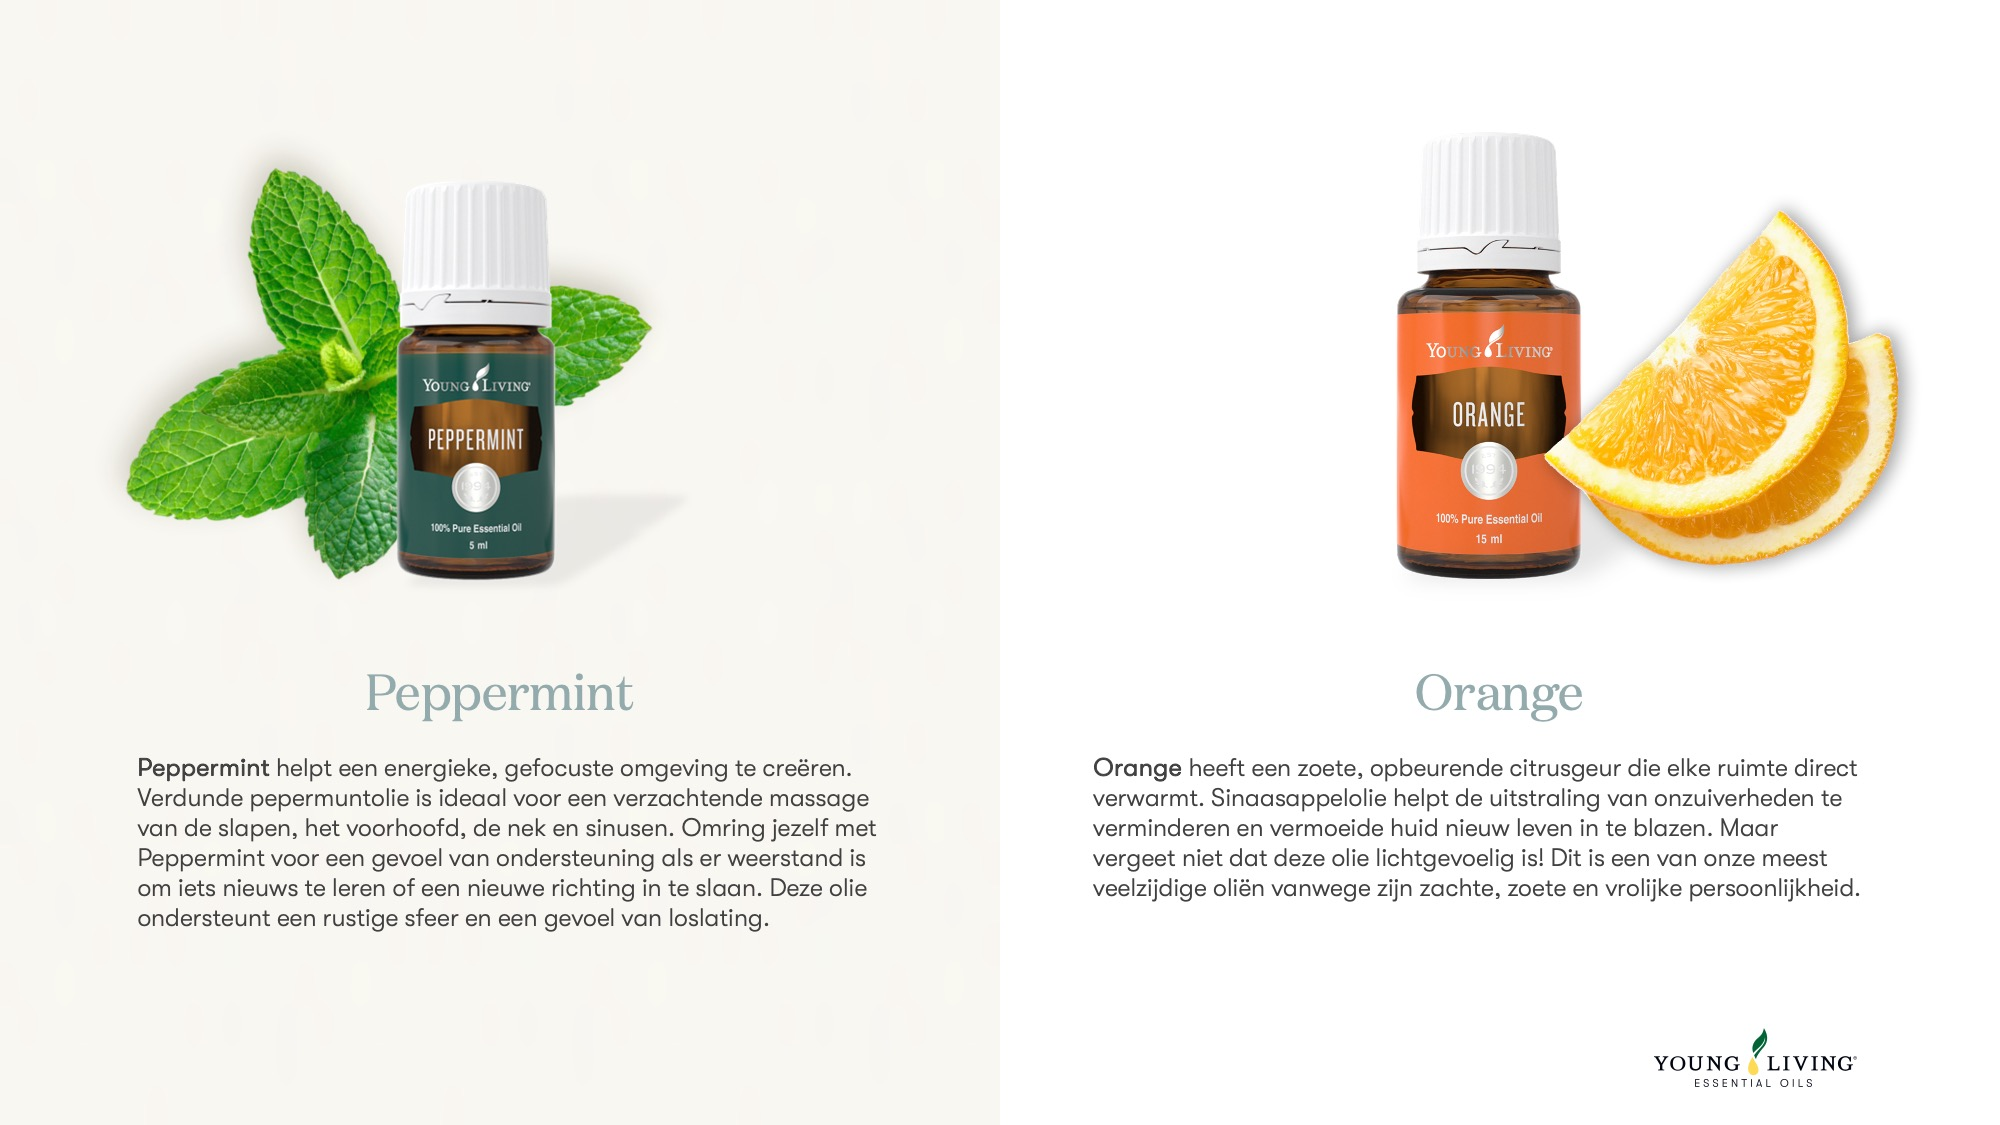 YOUNG LIVING®
PEPPERMINT
1994
100% Pure Essential Oil
5 ml
Peppermint
Peppermint helpt een energieke, gefocuste omgeving te creëren.
Verdunde pepermuntolie is ideaal voor een verzachtende massage
van de slapen, het voorhoofd, de nek en sinusen. Omring jezelf met
Peppermint voor een gevoel van ondersteuning als er weerstand is
om iets nieuws te leren of een nieuwe richting in te slaan. Deze olie
ondersteunt een rustige sfeer en een gevoel van loslating.
YOUNG LIVING®
ORANGE
1994
100% Pure Essential Oil
15 ml
Orange
Orange heeft een zoete, opbeurende citrusgeur die elke ruimte direct
verwarmt. Sinaasappelolie helpt de uitstraling van onzuiverheden te
verminderen en vermoeide huid nieuw leven in te blazen. Maar
vergeet niet dat deze olie lichtgevoelig is! Dit is een van onze meest
veelzijdige oliën vanwege zijn zachte, zoete en vrolijke persoonlijkheid.
YOUNG LIVING®
ESSENTIAL OILS